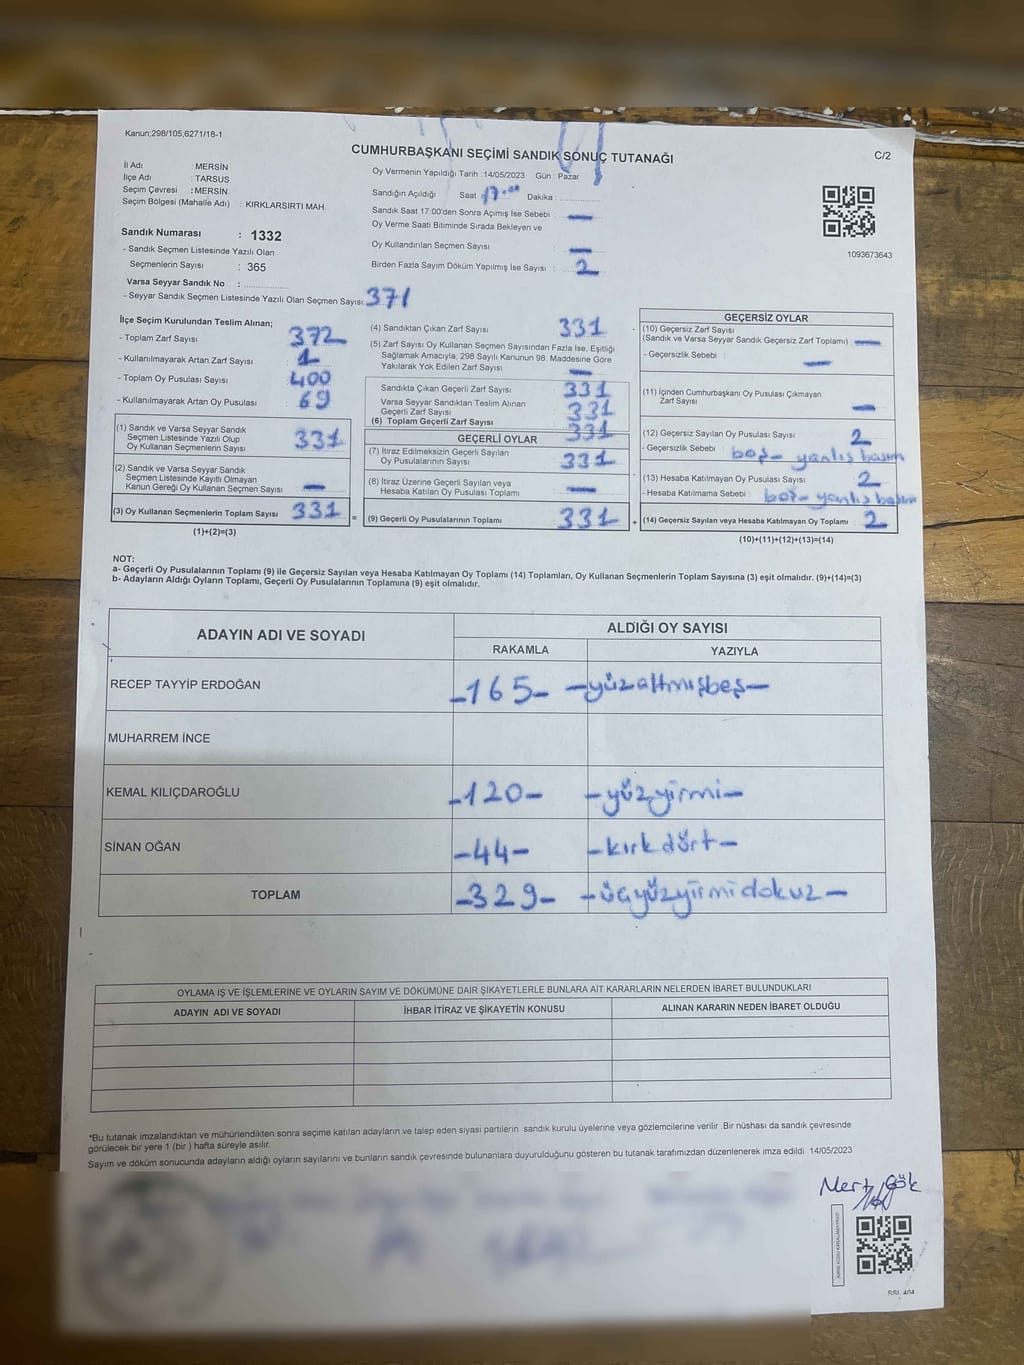 Kanun;298/105,6271/18-1
CUMHURBAŞKANI SEÇİMİ SANDIK SONUÇ TUTANAĞI
C/2
İl Adı : MERSİN
İlçe Adı : TARSUS
Seçim Çevresi : MERSİN
Seçim Bölgesi (Mahalle Adı) : KIRKLARSIRTI MAH.
Sandık Numarası : 1332
- Sandık Seçmen Listesinde Yazılı Olan
Seçmenlerin Sayısı : 365
Varsa Seyyar Sandık No :
- Seyyar Sandık Seçmen Listesinde Yazılı Olan Seçmen Sayısı: 371
Oy Vermenin Yapıldığı Tarih :14/05/2023 Gün : Pazar
Sandığın Açıldığı Saat 17.00 Dakika :
Sandık Saat 17:00'den Sonra Açımış İse Sebebi : —
Oy Verme Saati Bitiminde Sırada Bekleyen ve
Oy Kullandırılan Seçmen Sayısı : —
Birden Fazla Sayım Döküm Yapılmış İse Sayısı : 2
1093673643
İlçe Seçim Kurulundan Teslim Alınan;
- Toplam Zarf Sayısı : 372
- Kullanılmayarak Artan Zarf Sayısı : 1
- Toplam Oy Pusulası Sayısı : 400
- Kullanılmayarak Artan Oy Pusulası : 69
(1) Sandık ve Varsa Seyyar Sandık
Seçmen Listesinde Yazılı Olup
Oy Kullanan Seçmenlerin Sayısı : 331
(2) Sandık ve Varsa Seyyar Sandık
Seçmen Listesinde Kayıtlı Olmayan
Kanun Gereği Oy Kullanan Seçmen Sayısı : —
(3) Oy Kullanan Seçmenlerin Toplam Sayısı : 331
(1)+(2)=(3)
(4) Sandıktan Çıkan Zarf Sayısı : 331
(5) Zarf Sayısı Oy Kullanan Seçmen Sayısından Fazla İse, Eşitliği
Sağlamak Amacıyla; 298 Sayılı Kanunun 98. Maddesine Göre
Yakılarak Yok Edilen Zarf Sayısı : —
Sandıkta Çıkan Geçerli Zarf Sayısı : 331
Varsa Seyyar Sandıktan Teslim Alınan
Geçerli Zarf Sayısı : 331
(6) Toplam Geçerli Zarf Sayısı : 331
GEÇERLİ OYLAR
(7) İtiraz Edilmeksizin Geçerli Sayılan
Oy Pusulalarının Sayısı : 331
(8) İtiraz Üzerine Geçerli Sayılan veya
Hesaba Katılan Oy Pusulası Toplamı : —
= (9) Geçerli Oy Pusulalarının Toplamı : 331
GEÇERSİZ OYLAR
- (10) Geçersiz Zarf Sayısı
(Sandık ve Varsa Seyyar Sandık Geçersiz Zarf Toplamı) : —
- Geçersizlik Sebebi : —
(11) İçinden Cumhurbaşkanı Oy Pusulası Çıkmayan
Zarf Sayısı : —
(12) Geçersiz Sayılan Oy Pusulası Sayısı : 2
- Geçersizlik Sebebi : boş- yanlış basım
(13) Hesaba Katılmayan Oy Pusulası Sayısı : 2
- Hesaba Katılmama Sebebi : boş- yanlış basım
+ (14) Geçersiz Sayılan veya Hesaba Katılmayan Oy Toplamı : 2
(10)+(11)+(12)+(13)=(14)
NOT:
a- Geçerli Oy Pusulalarının Toplamı (9) ile Geçersiz Sayılan veya Hesaba Katılmayan Oy Toplamı (14) Toplamları, Oy Kullanan Seçmenlerin Toplam Sayısına (3) eşit olmalıdır. (9)+(14)=(3)
b- Adayların Aldığı Oyların Toplamı, Geçerli Oy Pusulalarının Toplamına (9) eşit olmalıdır.
ADAYIN ADI VE SOYADI
ALDIĞI OY SAYISI
RAKAMLA YAZIYLA
RECEP TAYYİP ERDOĞAN -165- -yüzaltmışbeş-
MUHARREM İNCE
KEMAL KILIÇDAROĞLU -120- -yüzyirmi-
SİNAN OĞAN -44- -kırkdört-
TOPLAM -329- -üçyüzyirmidokuz-
OYLAMA İŞ VE İŞLEMLERİNE VE OYLARIN SAYIM VE DÖKÜMÜNE DAİR ŞİKAYETLERLE BUNLARA AİT KARARLARIN NELERDEN İBARET BULUNDUKLARI
ADAYIN ADI VE SOYADI İHBAR İTİRAZ VE ŞİKAYETİN KONUSU ALINAN KARARIN NEDEN İBARET OLDUĞU
*Bu tutanak imzalandıktan ve mühürlendikten sonra seçime katılan adayların ve talep eden siyasi partilerin sandık kurulu üyelerine veya gözlemcilerine verilir .Bir nüshası da sandık çevresinde
görülecek bir yere 1 (bir ) hafta süreyle asılır.
Sayım ve döküm sonucunda adayların aldığı oyların sayılarını ve bunların sandık çevresinde bulunanlara duyurulduğunu gösteren bu tutanak tarafımızdan düzenlenerek imza edildi 14/05/2023
Mert Gök